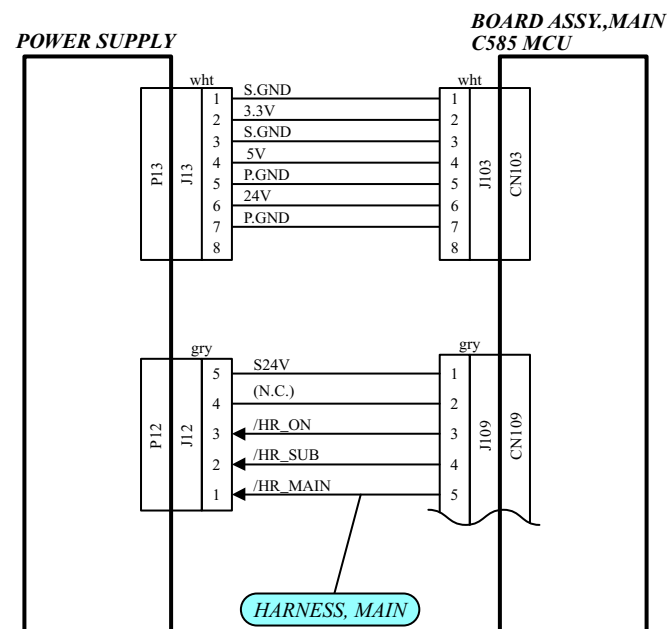 BOARD ASSY.,MAIN
POWER SUPPLY C585 MCU
wht wht
1 S.GND 1
2 3.3V 2
3 S.GND 3
4 5V 4
5 P.GND 5
6 24V 6
7 P.GND 7
8 8
P13 J13 J103 CN103
gry gry
5 S24V 1
4 (N.C.) 2
3 /HR_ON 3
2 /HR_SUB 4
1 /HR_MAIN 5
P12 J12 J109 CN109
HARNESS, MAIN